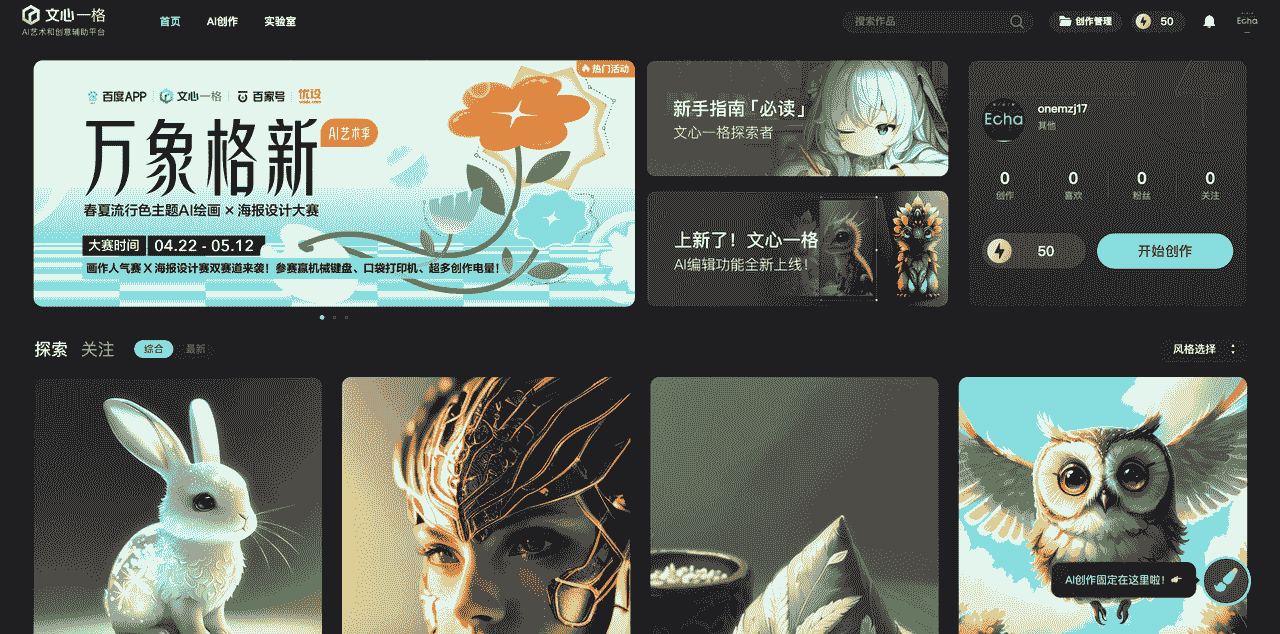 文心一格
AI艺术和创意辅助平台
首页
AI创作
实验室
搜索作品
创作管理
50
Echa
热门活动
百度APP
文心一格
百家号
优设
万象格新
AI艺术季
春夏流行色主题AI绘画 × 海报设计大赛
大赛时间 04.22 - 05.12
画作人气赛 X 海报设计赛双赛道来袭！参赛赢机械键盘、口袋打印机、超多创作电量！
新手指南「必读」
文心一格探索者
上新了！文心一格
AI编辑功能全新上线！
Echa
onemzj17
其他
0
0
0
0
创作
喜欢
粉丝
关注
50
开始创作
探索
关注
综合
最新
风格选择
AI创作固定在这里啦！